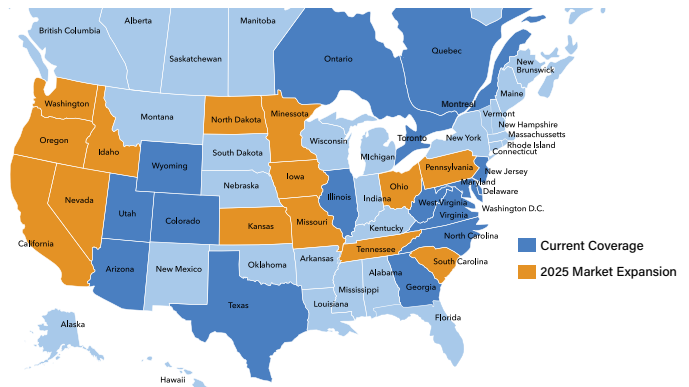 Alberta
Manitoba
British Columbia
Saskatchewan
Ontario
Quebec
New
Brunswick
Maine
Montreal
Vermont
New Hampshire
Massachusetts
Rhode Island
Connecticut
New York
Toronto
Washington
Oregon
Idaho
Montana
North Dakota
Minessota
South Dakota
Wisconsin
Michigan
Wyoming
Nebraska
Iowa
Illinois
Indiana
Ohio
Pennsylvania
New Jersey
Maryland
Delaware
Washington D.C.
West Virginia
Virginia
Nevada
Utah
Colorado
Kansas
Missouri
Kentucky
North Carolina
Tennessee
South Carolina
California
Arizona
New Mexico
Oklahoma
Arkansas
Mississippi
Alabama
Georgia
Texas
Louisiana
Florida
Alaska
Hawaii
Current Coverage
2025 Market Expansion